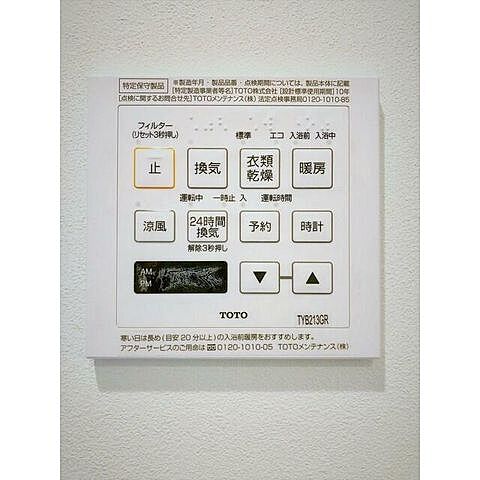 特定保守製品
※製造年月・製品品番・点検期間については、製品本体に記載
[特定製造事業者等名]TOTO株式会社 [設計標準使用期間]10年
[点検に関するお問合せ先]TOTOメンテナンス(株) 法定点検事務局0120-1010-85
フィルター
(リセット3秒押し)
標準 エコ 入浴前 入浴中
止 換気 衣類乾燥 暖房
運転中 一時止 入 運転時間
涼風 24時間換気 予約 時計
解除3秒押し
AM
PM
▼ ▲
TOTO
TYB213GR
寒い日は長め(目安20分以上)の入浴前暖房をおすすめします。
アフターサービスのご用命は 0120-1010-05 TOTOメンテナンス(株)